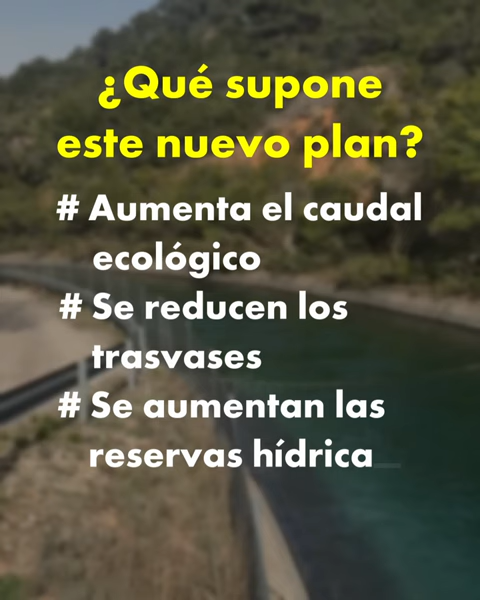 ¿Qué supone
este nuevo plan?
# Aumenta el caudal
ecológico
# Se reducen los
trasvases
# Se aumentan las
reservas hídrica